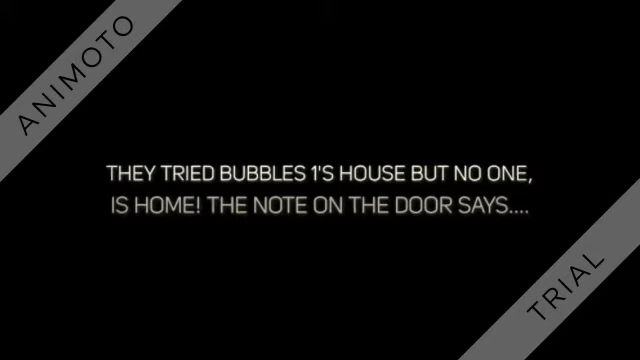 ANIMOTO
THEY TRIED BUBBLES 1'S HOUSE BUT NO ONE,
IS HOME! THE NOTE ON THE DOOR SAYS....
TRIAL